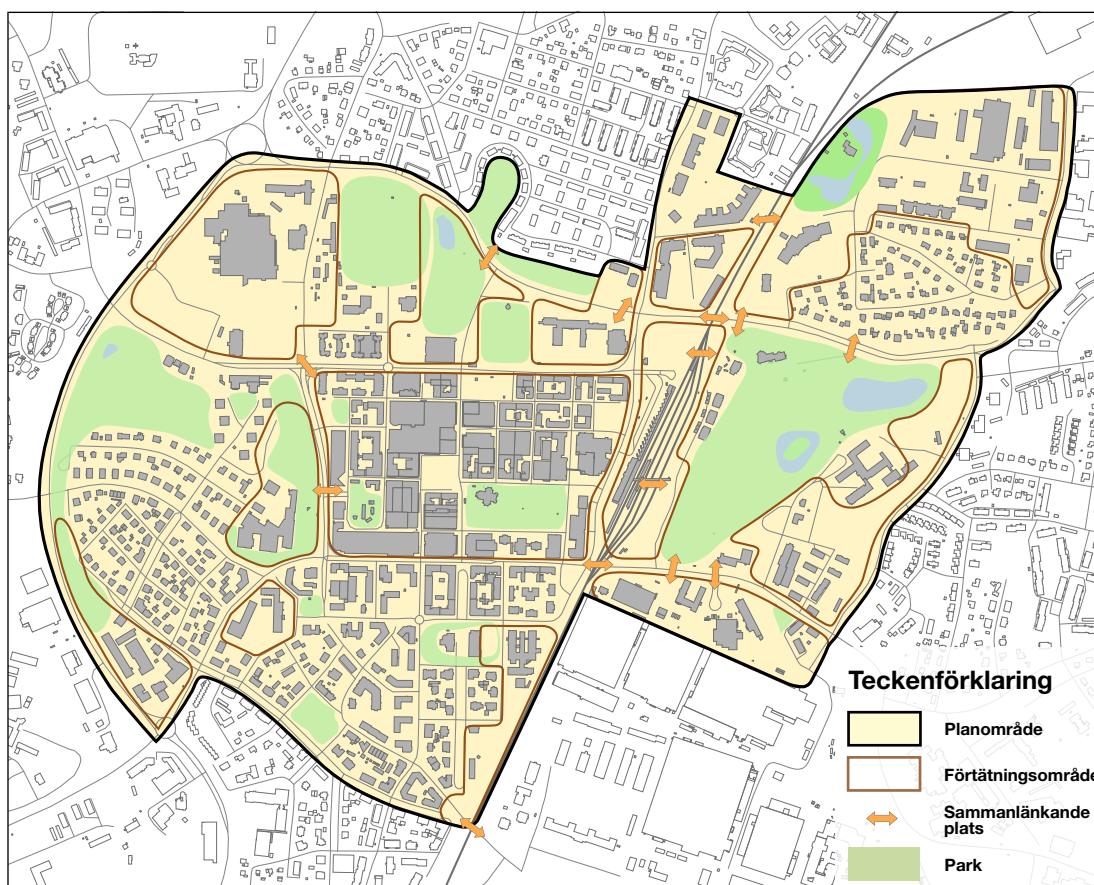 Teckenförklaring
Planområde
Förtätningsområde
Sammanlänkande
plats
Park